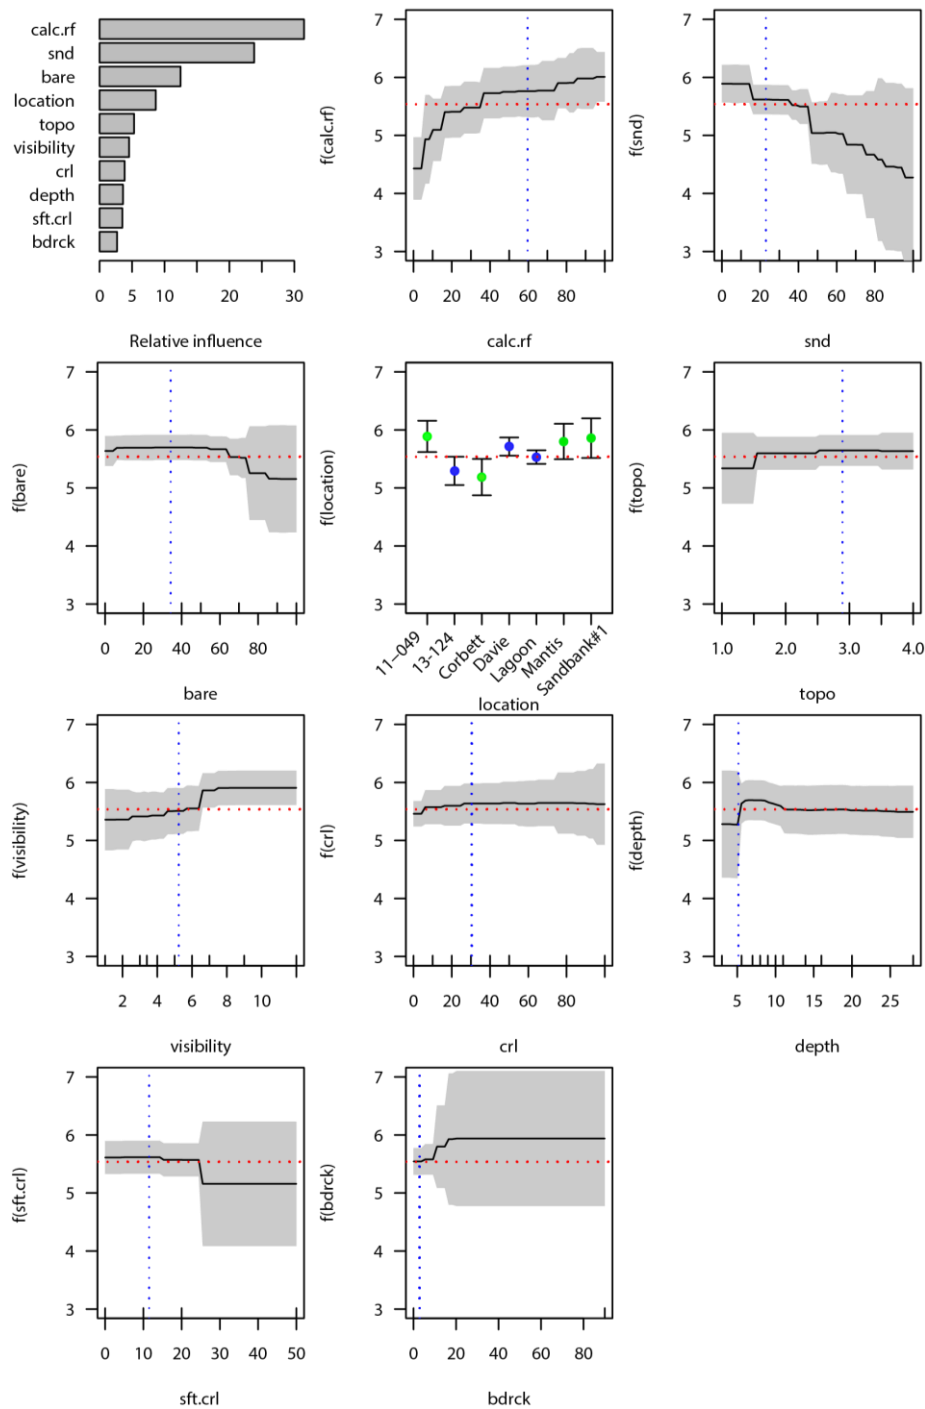 calc.rf
snd
bare
location
topo
visibility
crl
depth
sft.crl
bdrck
0 5 10 20 30
Relative influence
f(calc.rf)
7
6
5
4
3
0 20 40 60 80
calc.rf
f(snd)
7
6
5
4
3
0 20 40 60 80
snd
f(bare)
7
6
5
4
3
0 20 40 60 80
bare
f(location)
7
6
5
4
3
11–049
13-124
Corbett
Davie
Lagoon
Mantis
Sandbank#1
location
f(topo)
7
6
5
4
3
1.0 2.0 3.0 4.0
topo
f(visibility)
7
6
5
4
3
2 4 6 8 10
visibility
f(crl)
7
6
5
4
3
0 20 40 60 80
crl
f(depth)
7
6
5
4
3
5 10 15 20 25
depth
f(sft.crl)
7
6
5
4
3
0 10 20 30 40 50
sft.crl
f(bdrck)
7
6
5
4
3
0 20 40 60 80
bdrck